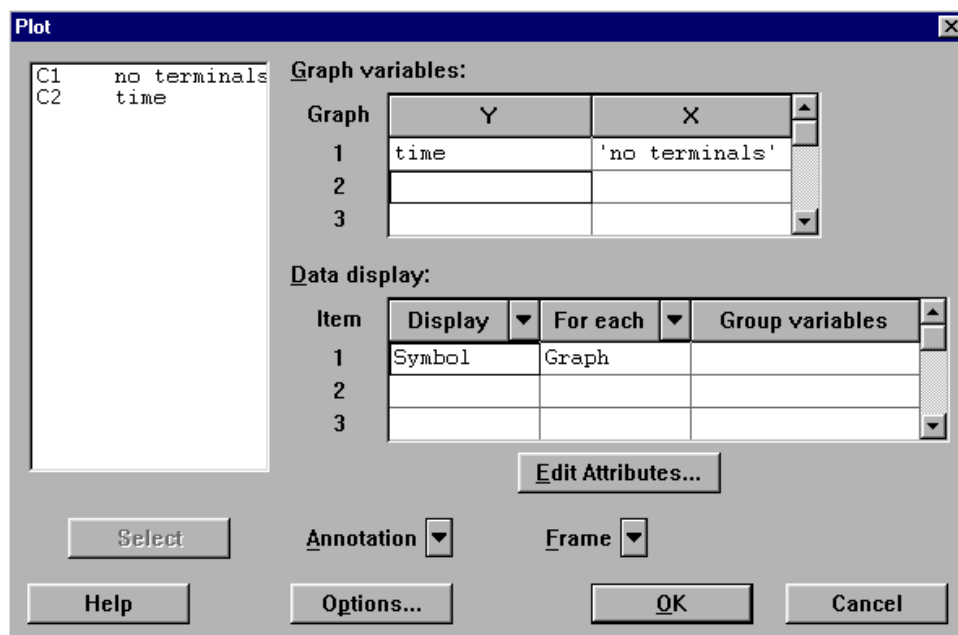 Plot
C1 no terminals
C2 time
Graph variables:
Graph Y X
1 time 'no terminals'
2
3
Data display:
Item Display For each Group variables
1 Symbol Graph
2
3
Edit Attributes...
Select Annotation Frame
Help Options... OK Cancel